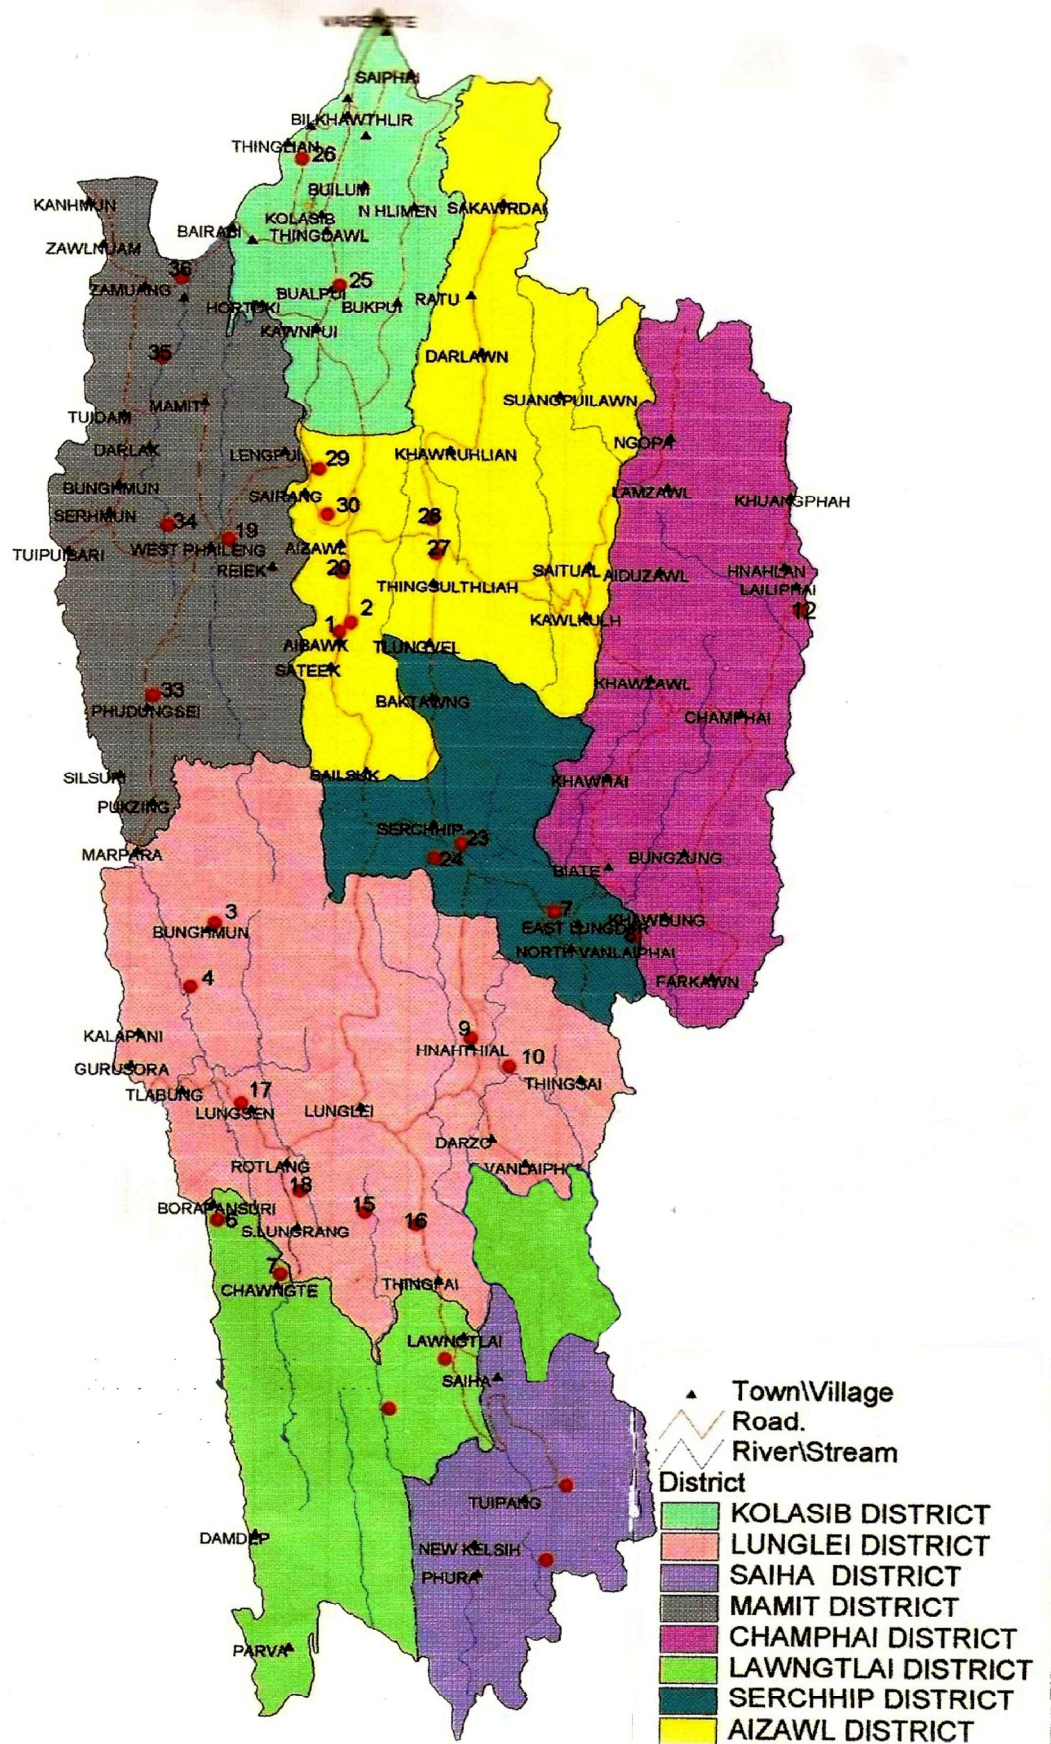 VAIRENGTE
SAIPHAI
BILKHAWTHLIR
THINGLIAN
26
BUILUM
KANHMUN
N HLIMEN
SAKAWRDAI
KOLASIB
BAIRABI
THINGDAWL
ZAWLNUAM
36
25
ZAMUANG
BUALPUI
RATU
HORTOKI
BUKPUI
KAWNPUI
35
DARLAWN
MAMIT
SUANGPUILAWN
TUIDAM
NGOPA
DARLAK
LENGPUI
29
KHAWRUHLIAN
BUNGHMUN
SAIRANG
LAMZAWL
KHUANGPHAH
SERHMUN
34
30
28
19
TUIPUIBARI
WEST PHAILENG
AIZAWL
27
REIEK
20
SAITUAL
AIDUZAWL
HNAHLAN
THINGSULTHLIAH
LAILIPHAI
12
1
2
KAWLKULH
AIBAWK
TLUNGVEL
SATEEK
KHAWZAWL
33
PHUDUNGSEI
BAKTAWNG
CHAMPHAI
SILSURI
SAILSUK
KHAWHAI
PUKZING
SERCHHIP
23
24
MARPARA
BUNGZUNG
BIATE
3
7
BUNGHMUN
EAST LUNGDAR
KHAWBUNG
NORTH VANLAIPHAI
4
FARKAWN
9
KALAPANI
HNAHTHIAL
10
GURUSORA
THINGSAI
TLABUNG
17
LUNGSEN
LUNGLEI
DARZO
ROTLANG
VANLAIPHAI
18
15
BORAPANSURI
6
16
S.LUNGRANG
7
CHAWNGTE
THINGFAI
LAWNGTLAI
SAIHA
TUIPANG
DAMDEP
NEW KELSIH
PHURA
PARVA
Town\Village
Road.
River\Stream
District
KOLASIB DISTRICT
LUNGLEI DISTRICT
SAIHA DISTRICT
MAMIT DISTRICT
CHAMPHAI DISTRICT
LAWNGTLAI DISTRICT
SERCHHIP DISTRICT
AIZAWL DISTRICT